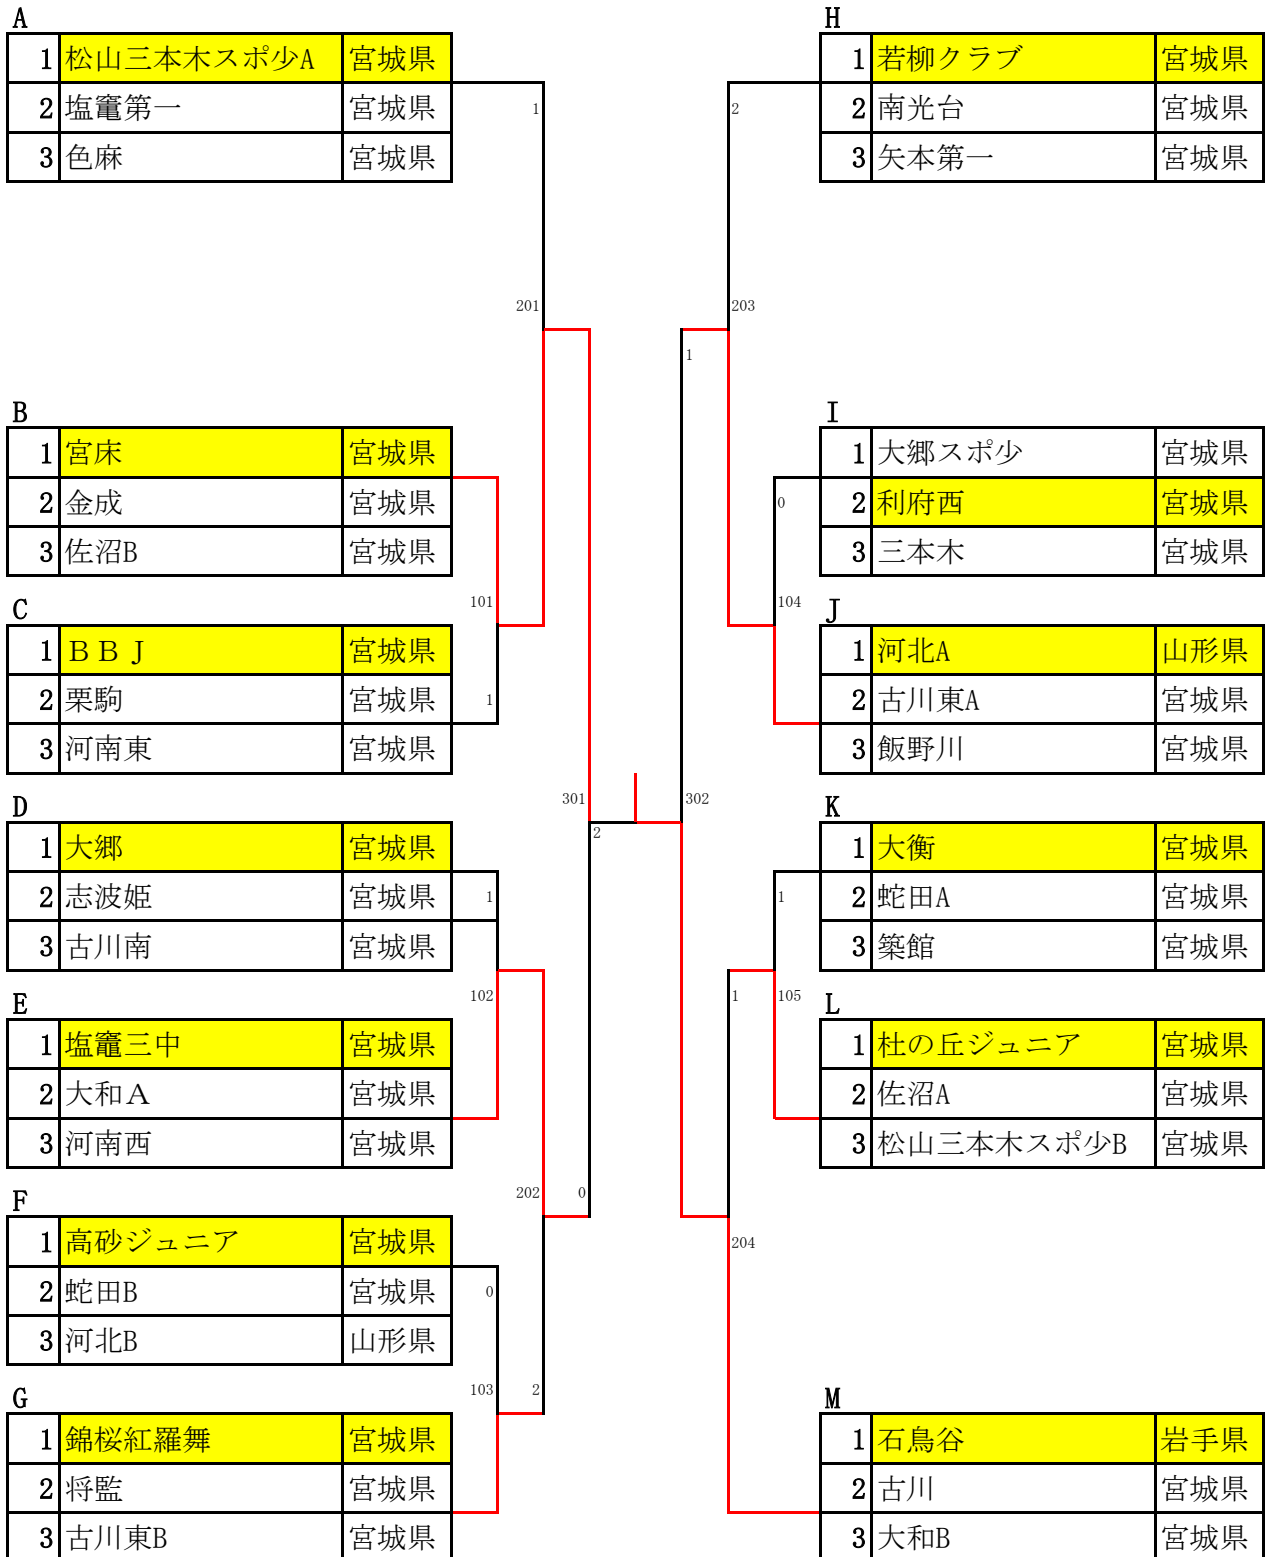 A
1 松山三本木スポ少A 宮城県
2 塩竈第一 宮城県
3 色麻 宮城県
1
201
B
1 宮床 宮城県
2 金成 宮城県
3 佐沼B 宮城県
101
C
1 ＢＢＪ 宮城県
2 栗駒 宮城県
3 河南東 宮城県
1
D
1 大郷 宮城県
2 志波姫 宮城県
3 古川南 宮城県
1
102
E
1 塩竈三中 宮城県
2 大和Ａ 宮城県
3 河南西 宮城県
202
0
F
1 高砂ジュニア 宮城県
2 蛇田B 宮城県
3 河北B 山形県
0
103
2
G
1 錦桜紅羅舞 宮城県
2 将監 宮城県
3 古川東B 宮城県
301
2
H
1 若柳クラブ 宮城県
2 南光台 宮城県
3 矢本第一 宮城県
2
203
1
I
1 大郷スポ少 宮城県
2 利府西 宮城県
3 三本木 宮城県
0
104
J
1 河北A 山形県
2 古川東A 宮城県
3 飯野川 宮城県
302
K
1 大衡 宮城県
2 蛇田A 宮城県
3 築館 宮城県
1
1
105
L
1 杜の丘ジュニア 宮城県
2 佐沼A 宮城県
3 松山三本木スポ少B 宮城県
204
M
1 石鳥谷 岩手県
2 古川 宮城県
3 大和B 宮城県